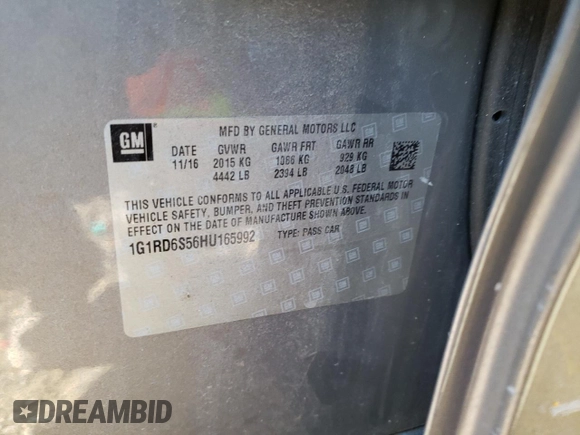 GM
MFD BY GENERAL MOTORS LLC
DATE GVWR GAWR FRT GAWR RR
11/16 2015 KG 1086 KG 929 KG
4442 LB 2394 LB 2048 LB
THIS VEHICLE CONFORMS TO ALL APPLICABLE U.S. FEDERAL MOTOR
VEHICLE SAFETY, BUMPER, AND THEFT PREVENTION STANDARDS IN
EFFECT ON THE DATE OF MANUFACTURE SHOWN ABOVE.
1G1RD6S56HU165992 TYPE: PASS CAR
DREAMBID